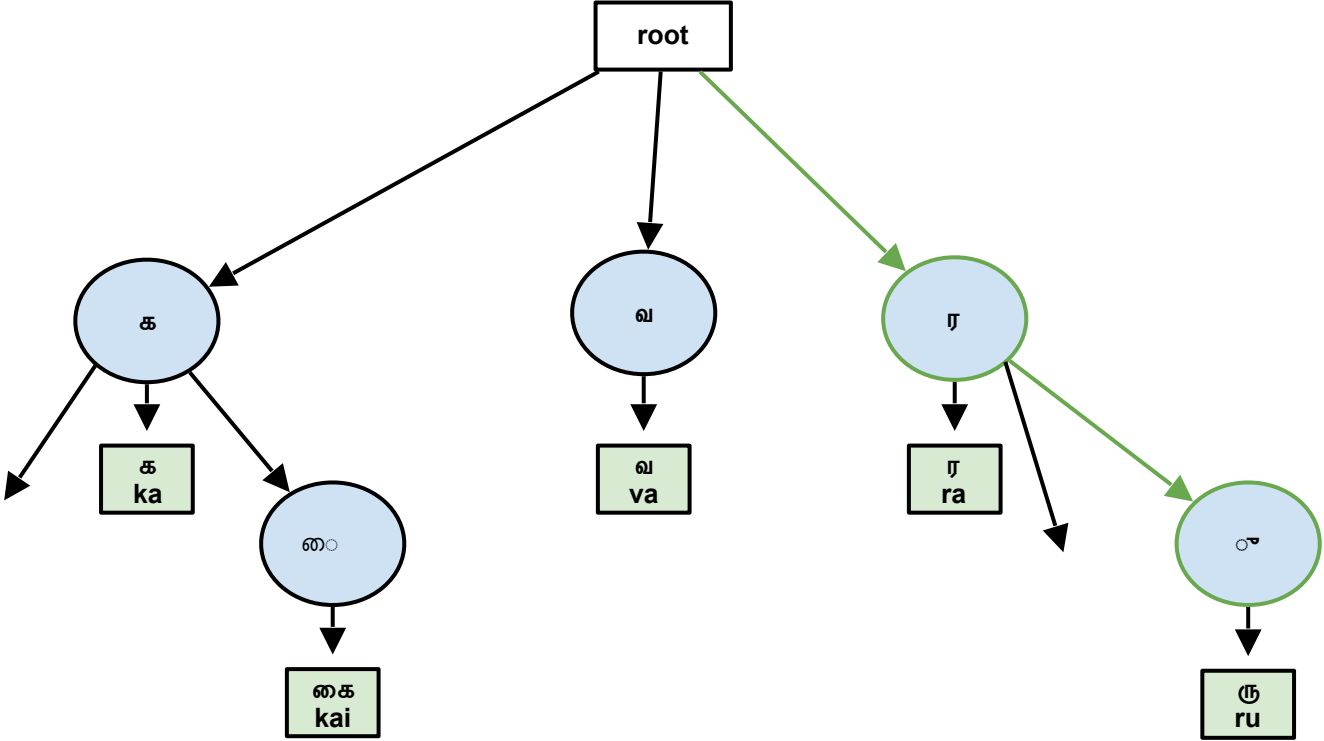 root
க
வ
ர
க
ka
வ
va
ர
ra
ை
ு
கை
kai
ரு
ru